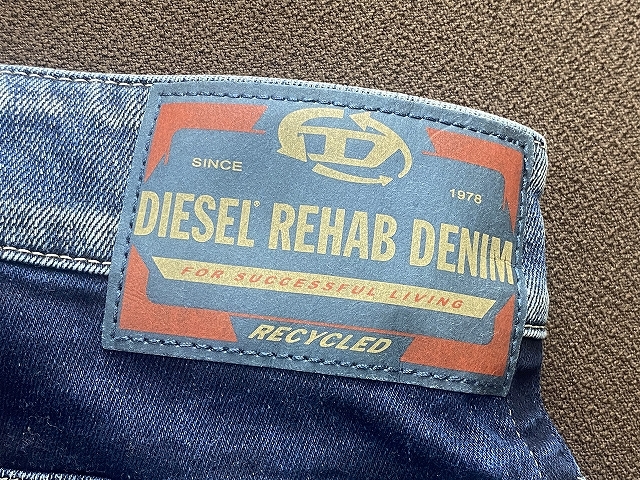 D
SINCE
1978
DIESEL® REHAB DENIM
FOR SUCCESSFUL LIVING
RECYCLED